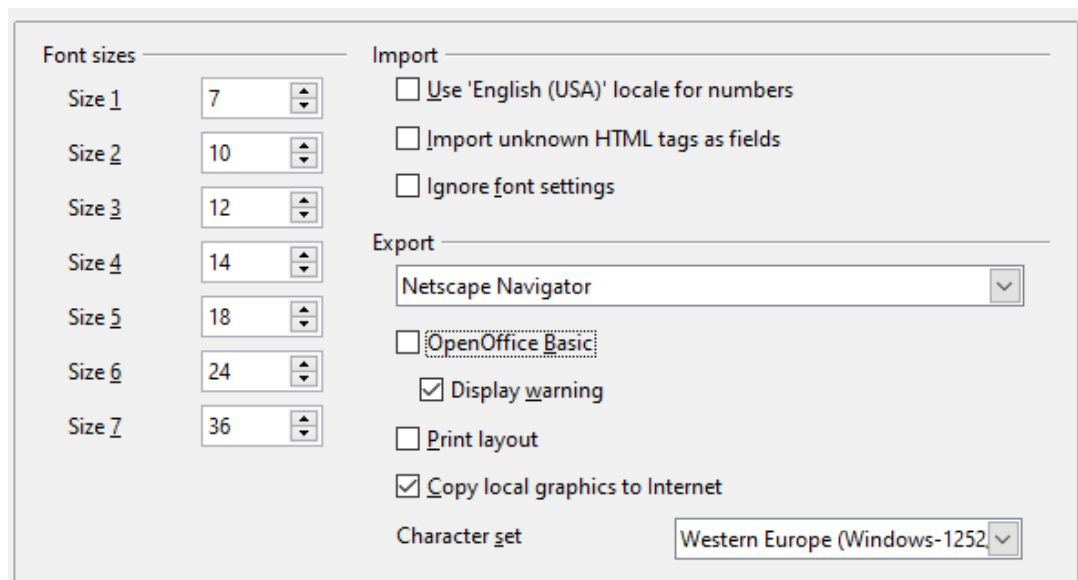 Font sizes
Size 1 7
Size 2 10
Size 3 12
Size 4 14
Size 5 18
Size 6 24
Size 7 36
Import
Use 'English (USA)' locale for numbers
Import unknown HTML tags as fields
Ignore font settings
Export
Netscape Navigator
OpenOffice Basic
Display warning
Print layout
Copy local graphics to Internet
Character set Western Europe (Windows-1252,